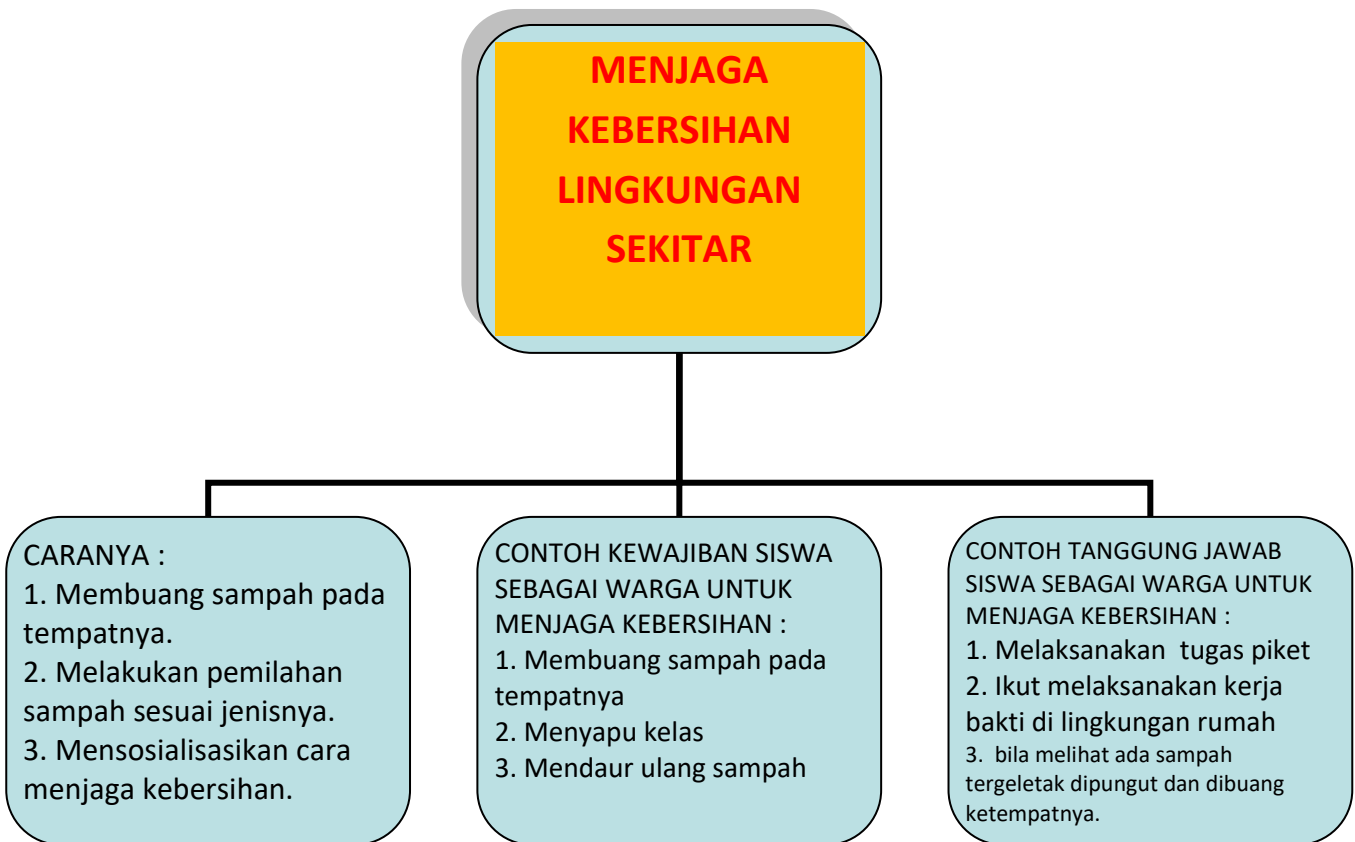 MENJAGA
KEBERSIHAN
LINGKUNGAN
SEKITAR
CARANYA :
1. Membuang sampah pada
tempatnya.
2. Melakukan pemilahan
sampah sesuai jenisnya.
3. Mensosialisasikan cara
menjaga kebersihan.
CONTOH KEWAJIBAN SISWA
SEBAGAI WARGA UNTUK
MENJAGA KEBERSIHAN :
1. Membuang sampah pada
tempatnya
2. Menyapu kelas
3. Mendaur ulang sampah
CONTOH TANGGUNG JAWAB
SISWA SEBAGAI WARGA UNTUK
MENJAGA KEBERSIHAN :
1. Melaksanakan  tugas piket
2. Ikut melaksanakan kerja
bakti di lingkungan rumah
3.  bila melihat ada sampah
tergeletak dipungut dan dibuang
ketempatnya.